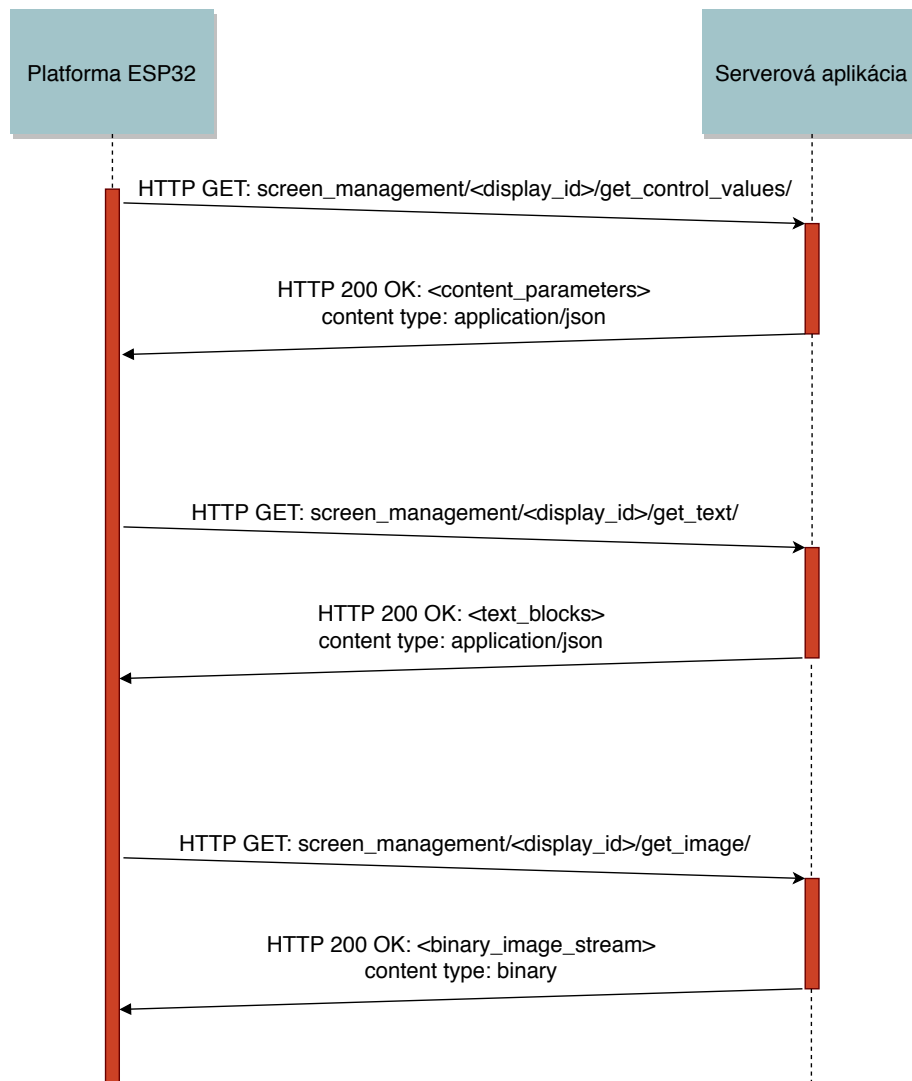 Platforma ESP32
Serverová aplikácia
HTTP GET: screen_management/<display_id>/get_control_values/
HTTP 200 OK: <content_parameters>
content type: application/json
HTTP GET: screen_management/<display_id>/get_text/
HTTP 200 OK: <text_blocks>
content type: application/json
HTTP GET: screen_management/<display_id>/get_image/
HTTP 200 OK: <binary_image_stream>
content type: binary